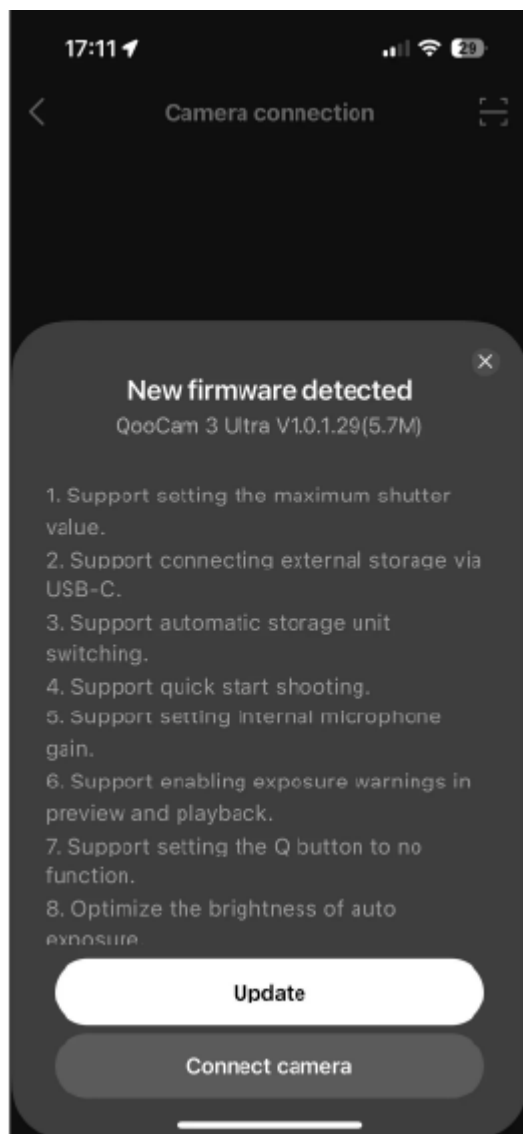 17:11
29
Camera connection
New firmware detected
QooCam 3 Ultra V1.0.1.29(5.7M)
1. Support setting the maximum shutter
value.
2. Support connecting external storage via
USB-C.
3. Support automatic storage unit
switching.
4. Support quick start shooting.
5. Support setting internal microphone
gain.
6. Support enabling exposure warnings in
preview and playback.
7. Support setting the Q button to no
function.
8. Optimize the brightness of auto
exposure.
Update
Connect camera